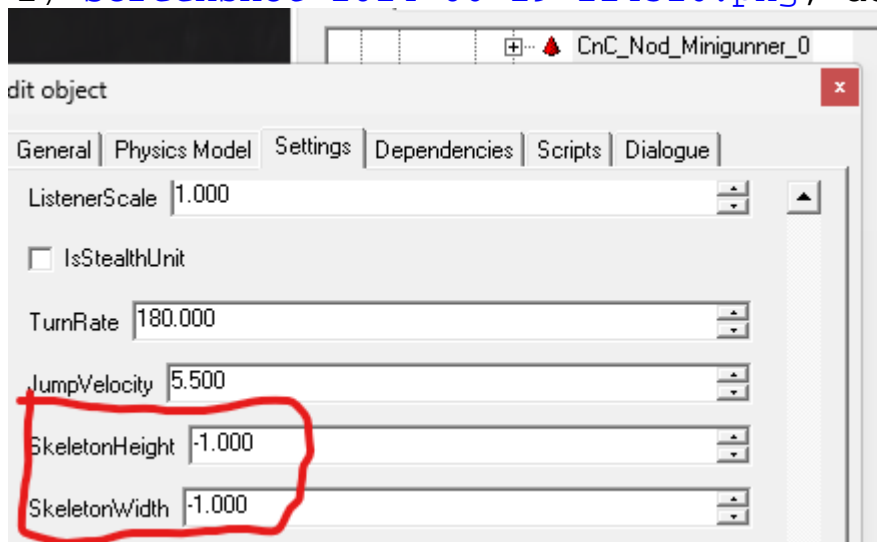 CnC_Nod_Minigunner_0
dit object
x
General Physics Model Settings Dependencies Scripts Dialogue
ListenerScale 1.000
IsStealthUnit
TurnRate 180.000
JumpVelocity 5.500
SkeletonHeight -1.000
SkeletonWidth -1.000